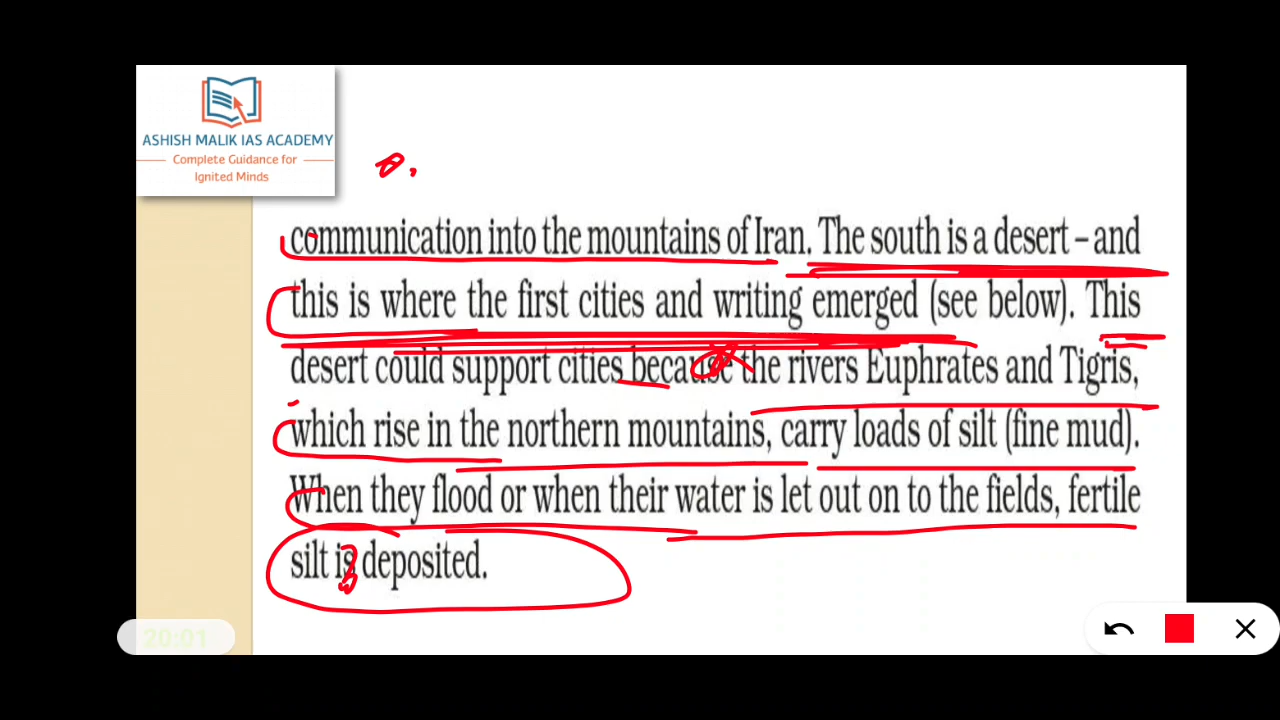 ASHISH MALIK IAS ACADEMY
Complete Guidance for
Ignited Minds
communication into the mountains of Iran. The south is a desert – and
this is where the first cities and writing emerged (see below). This
desert could support cities because the rivers Euphrates and Tigris,
which rise in the northern mountains, carry loads of silt (fine mud).
When they flood or when their water is let out on to the fields, fertile
silt is deposited.
20:01